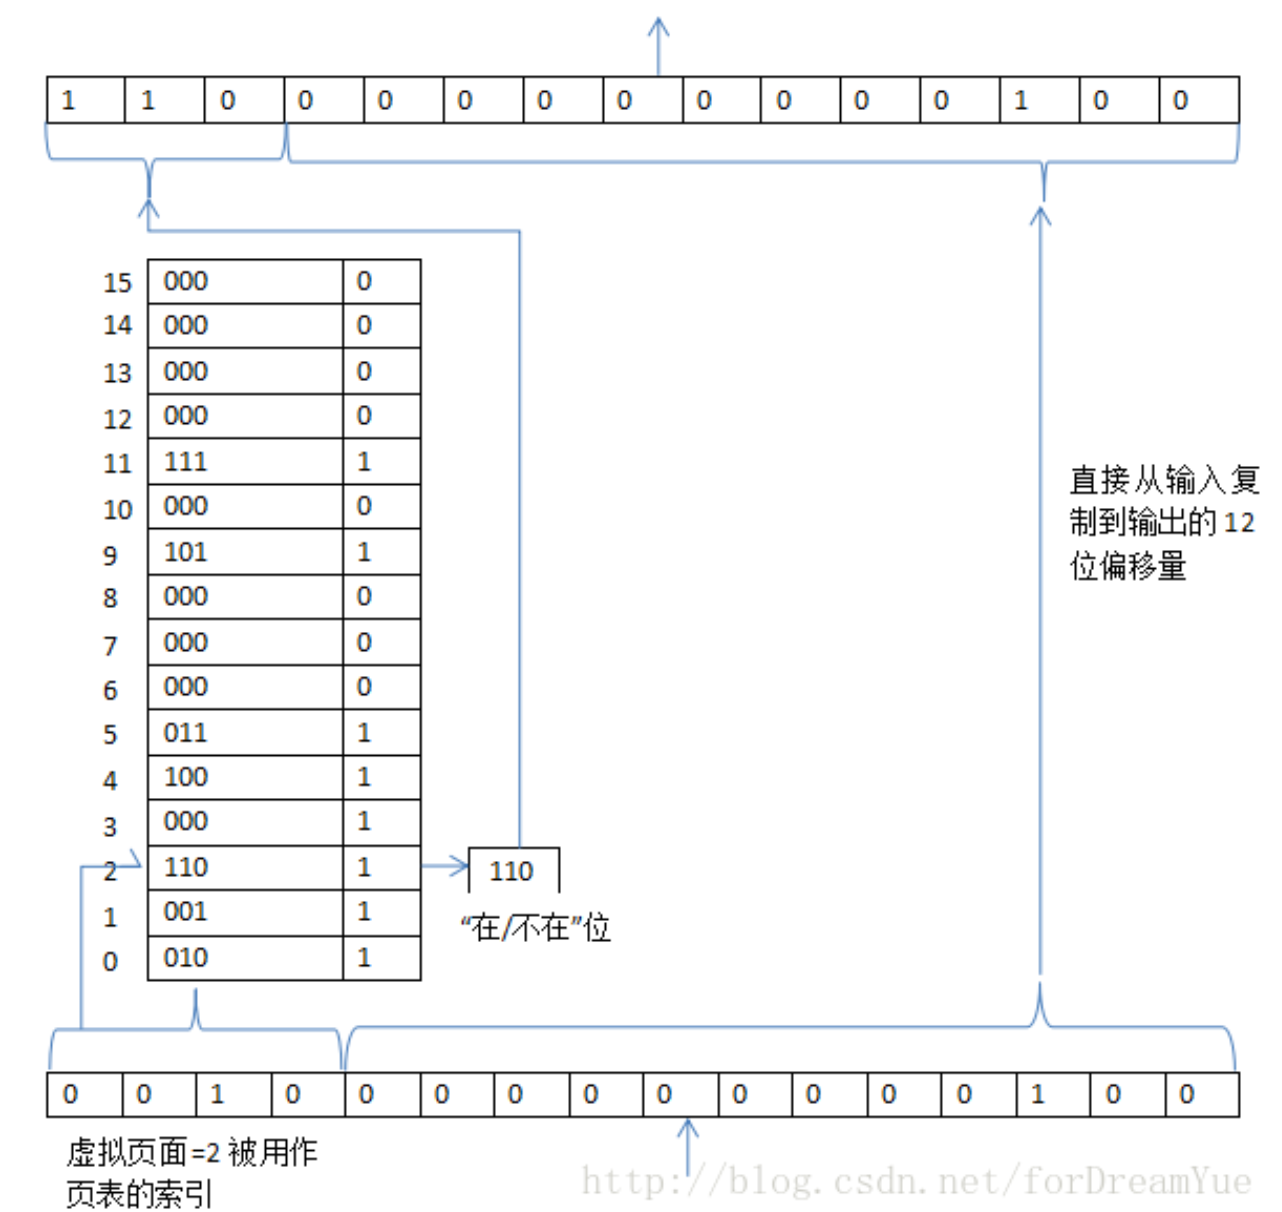 1 1 0 0 0 0 0 0 0 0 0 0 1 0 0
15 000 0
14 000 0
13 000 0
12 000 0
11 111 1
10 000 0
9 101 1
8 000 0
7 000 0
6 000 0
5 011 1
4 100 1
3 000 1
2 110 1
1 001 1
0 010 1
110
“在/不在”位
直接从输入复
制到输出的 12
位偏移量
0 0 1 0 0 0 0 0 0 0 0 0 0 1 0 0
虚拟页面=2 被用作
页表的索引
http://blog.csdn.net/forDreamYue